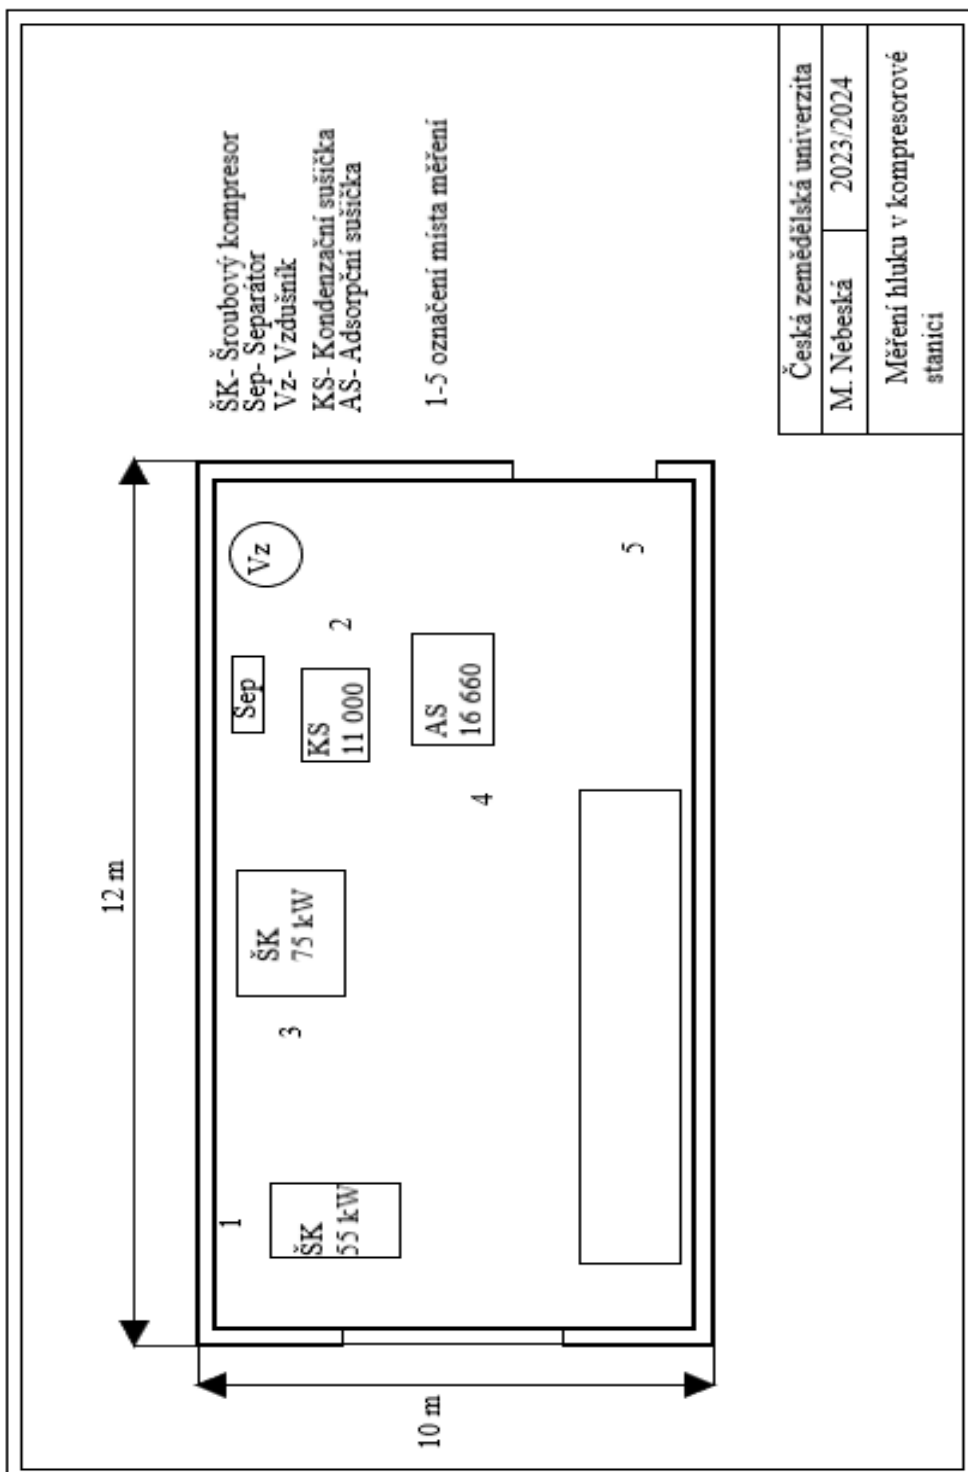 12 m
10 m
ŠK
55 kW
1
3
ŠK
75 kW
4
Sep
KS
11 000
AS
16 660
2
Vz
5
ŠK- Šroubový kompresor
Sep- Separátor
Vz- Vzdušník
KS- Kondenzační sušička
AS- Adsorpční sušička
1-5 označení místa měření
Česká zemědělská univerzita
M. Nebeská
2023/2024
Měření hluku v kompresorové
stanici